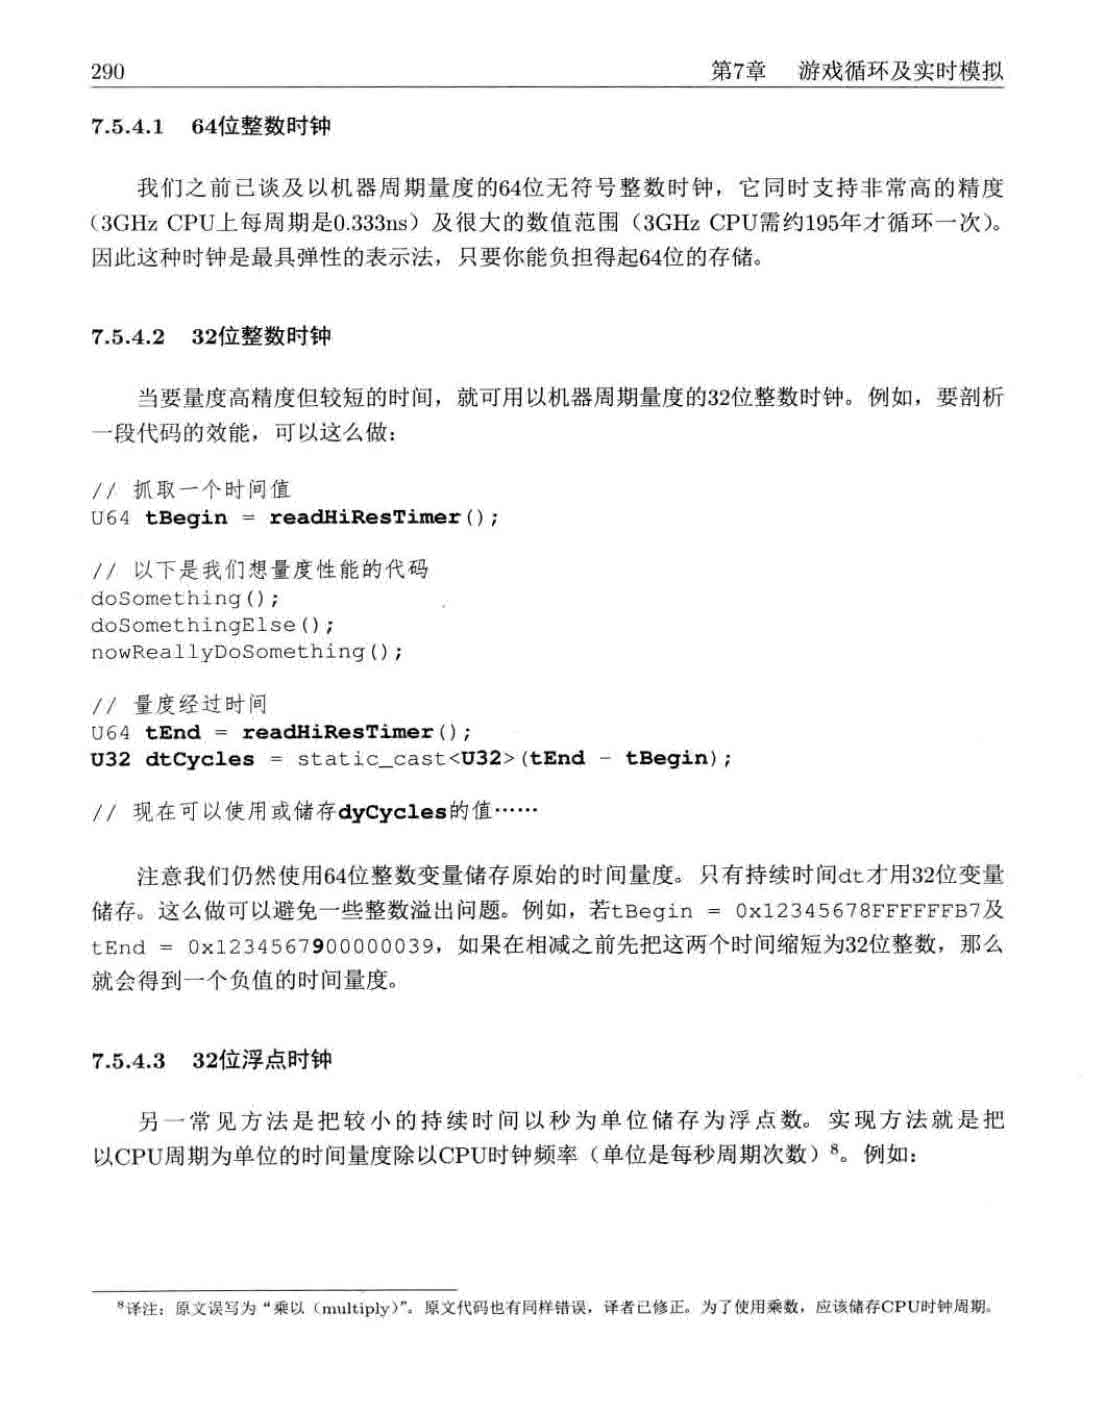 290 第7章 游戏循环及实时模拟
7.5.4.1 64位整数时钟
我们之前已谈及以机器周期量度的64位无符号整数时钟，它同时支持非常高的精度
（3GHz CPU上每周期是0.333ns）及很大的数值范围（3GHz CPU需约195年才循环一次）。
因此这种时钟是最具弹性的表示法，只要你能负担得起64位的存储。
7.5.4.2 32位整数时钟
当要量度高精度但较短的时间，就可用以机器周期量度的32位整数时钟。例如，要剖析
一段代码的效能，可以这么做：
// 抓取一个时间值
U64 tBegin = readHiResTimer();
// 以下是我们想量度性能的代码
doSomething();
doSomethingElse();
nowReallyDoSomething();
// 量度经过时间
U64 tEnd = readHiResTimer();
U32 dtCycles = static_cast<U32>(tEnd - tBegin);
// 现在可以使用或储存dyCycles的值……
注意我们仍然使用64位整数变量储存原始的时间量度。只有持续时间dt才用32位变量
储存。这么做可以避免一些整数溢出问题。例如，若tBegin = 0x12345678FFFFFFB7及
tEnd = 0x1234567900000039，如果在相减之前先把这两个时间缩短为32位整数，那么
就会得到一个负值的时间量度。
7.5.4.3 32位浮点时钟
另一常见方法是把较小的持续时间以秒为单位储存为浮点数。实现方法就是把
以CPU周期为单位的时间量度除以CPU时钟频率（单位是每秒周期次数）⁸。例如：
⁸译注：原文误写为“乘以（multiply）”。原文代码也有同样错误，译者已修正。为了使用乘数，应该储存CPU时钟周期。